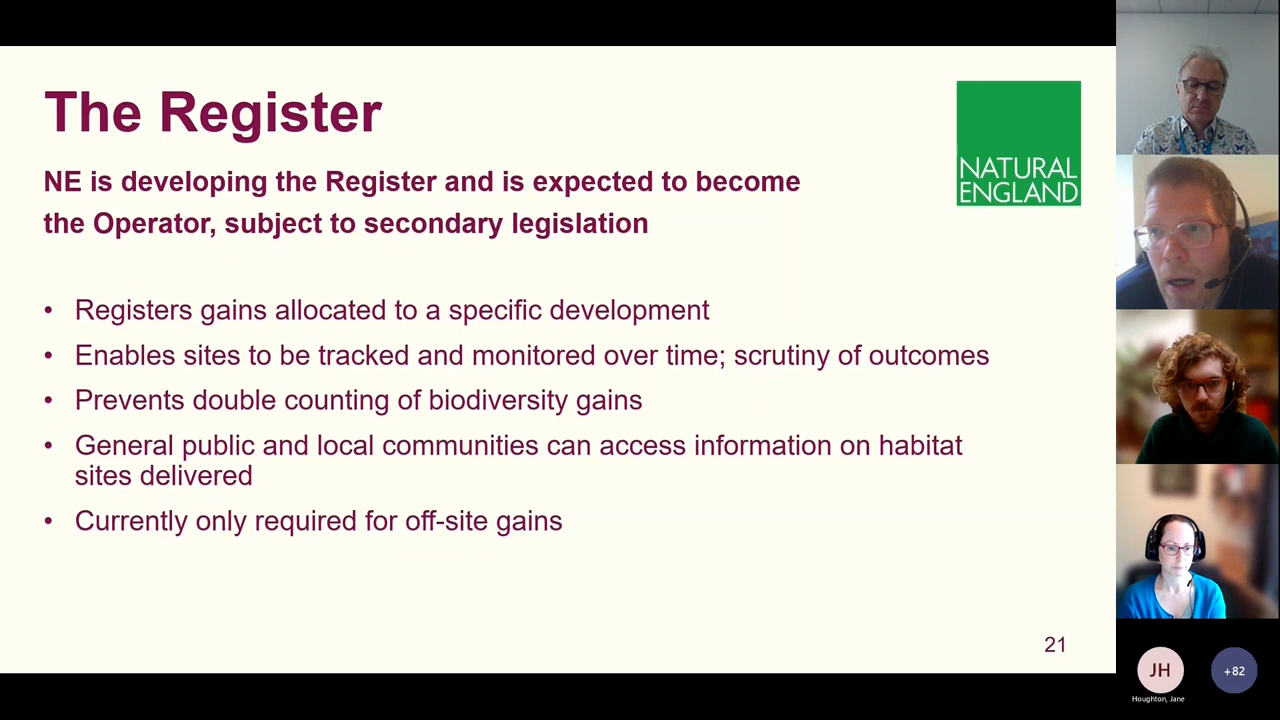 The Register
NE is developing the Register and is expected to become
the Operator, subject to secondary legislation
NATURAL
ENGLAND
• Registers gains allocated to a specific development
• Enables sites to be tracked and monitored over time; scrutiny of outcomes
• Prevents double counting of biodiversity gains
• General public and local communities can access information on habitat
sites delivered
• Currently only required for off-site gains
21
JH
+82
Houghton, Jane